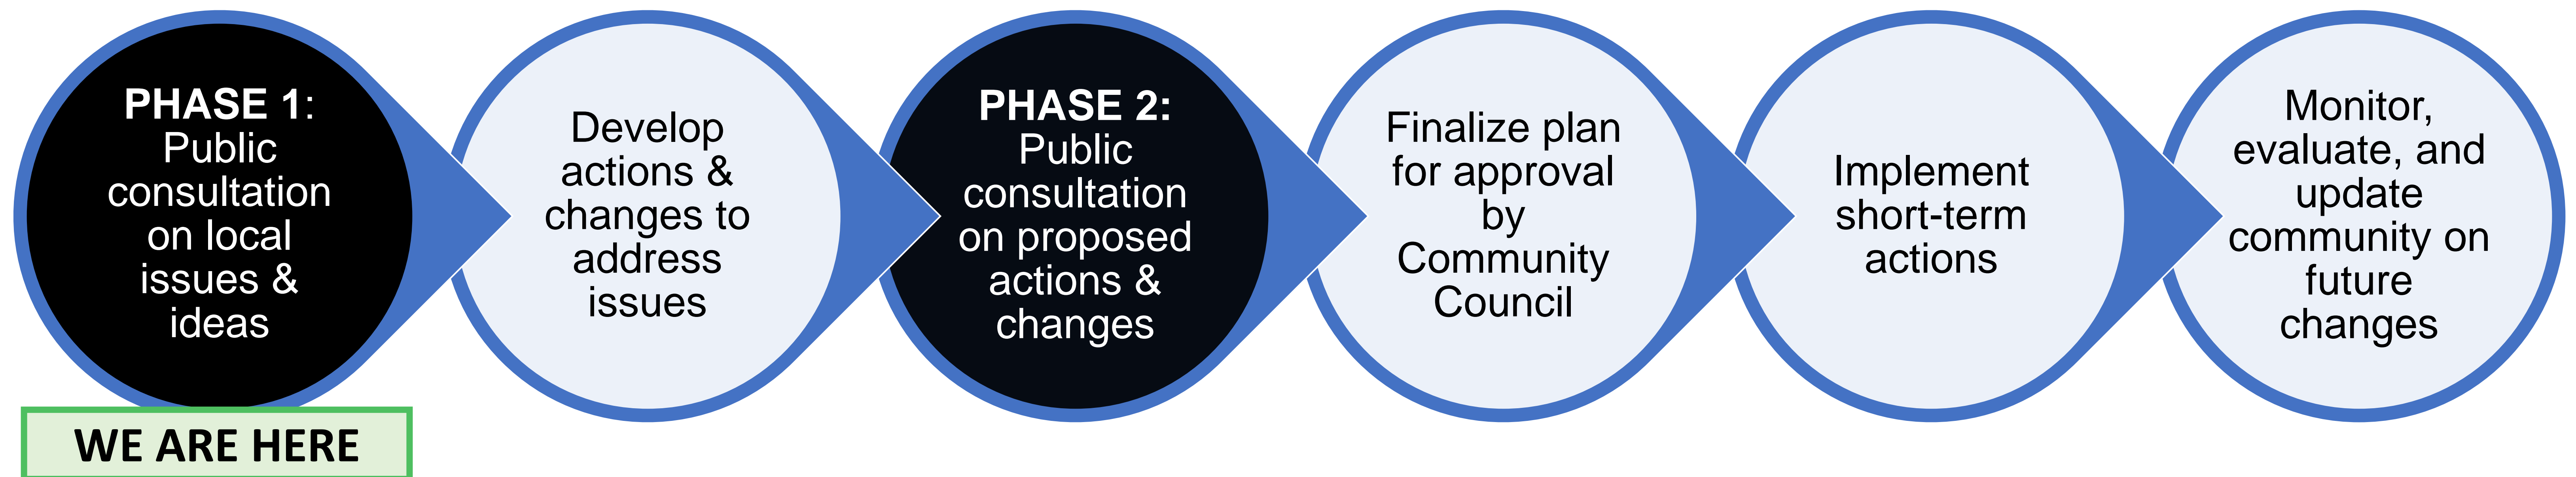 PHASE 1:
Public
consultation
on local
issues &
ideas
WE ARE HERE
Develop
actions &
changes to
address
issues
PHASE 2:
Public
consultation
on proposed
actions &
changes
Finalize plan
for approval
by
Community
Council
Implement
short-term
actions
Monitor,
evaluate, and
update
community on
future
changes